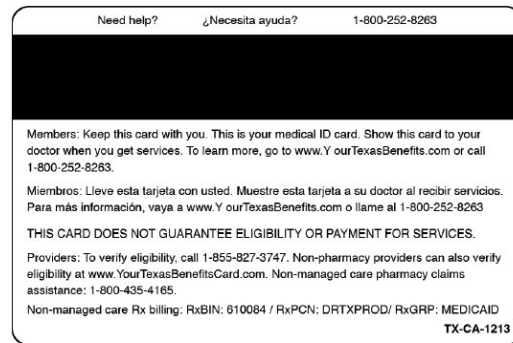 Need help? ¿Necesita ayuda? 1-800-252-8263
Members: Keep this card with you. This is your medical ID card. Show this card to your
doctor when you get services. To learn more, go to www.Y ourTexasBenefits.com or call
1-800-252-8263.
Miembros: Lleve esta tarjeta con usted. Muestre esta tarjeta a su doctor al recibir servicios.
Para más información, vaya a www.Y ourTexasBenefits.com o llame al 1-800-252-8263
THIS CARD DOES NOT GUARANTEE ELIGIBILITY OR PAYMENT FOR SERVICES.
Providers: To verify eligibility, call 1-855-827-3747. Non-pharmacy providers can also verify
eligibility at www.YourTexasBenefitsCard.com. Non-managed care pharmacy claims
assistance: 1-800-435-4165.
Non-managed care Rx billing: RxBIN: 610084 / RxPCN: DRTXPROD/ RxGRP: MEDICAID
TX-CA-1213